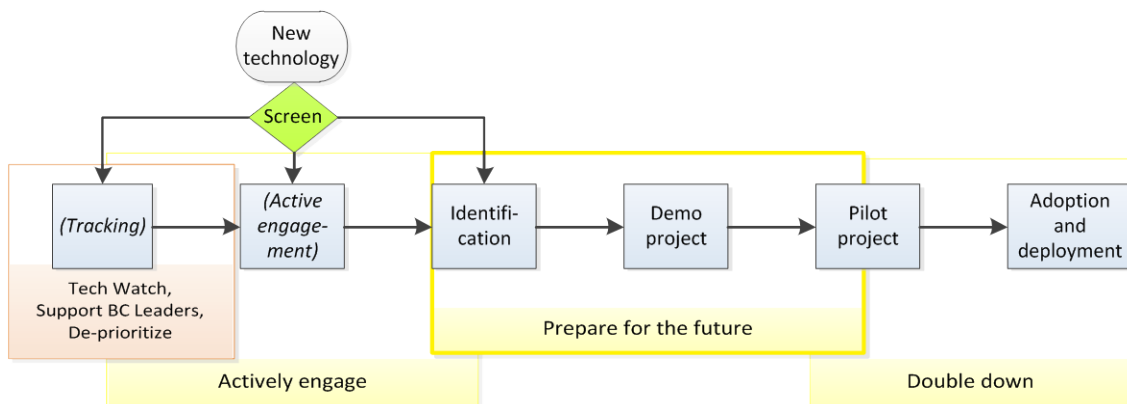 New
technology
Screen
(Tracking)
(Active
engage-
ment)
Identifi-
cation
Demo
project
Pilot
project
Adoption
and
deployment
Tech Watch,
Support BC Leaders,
De-prioritize
Prepare for the future
Actively engage
Double down